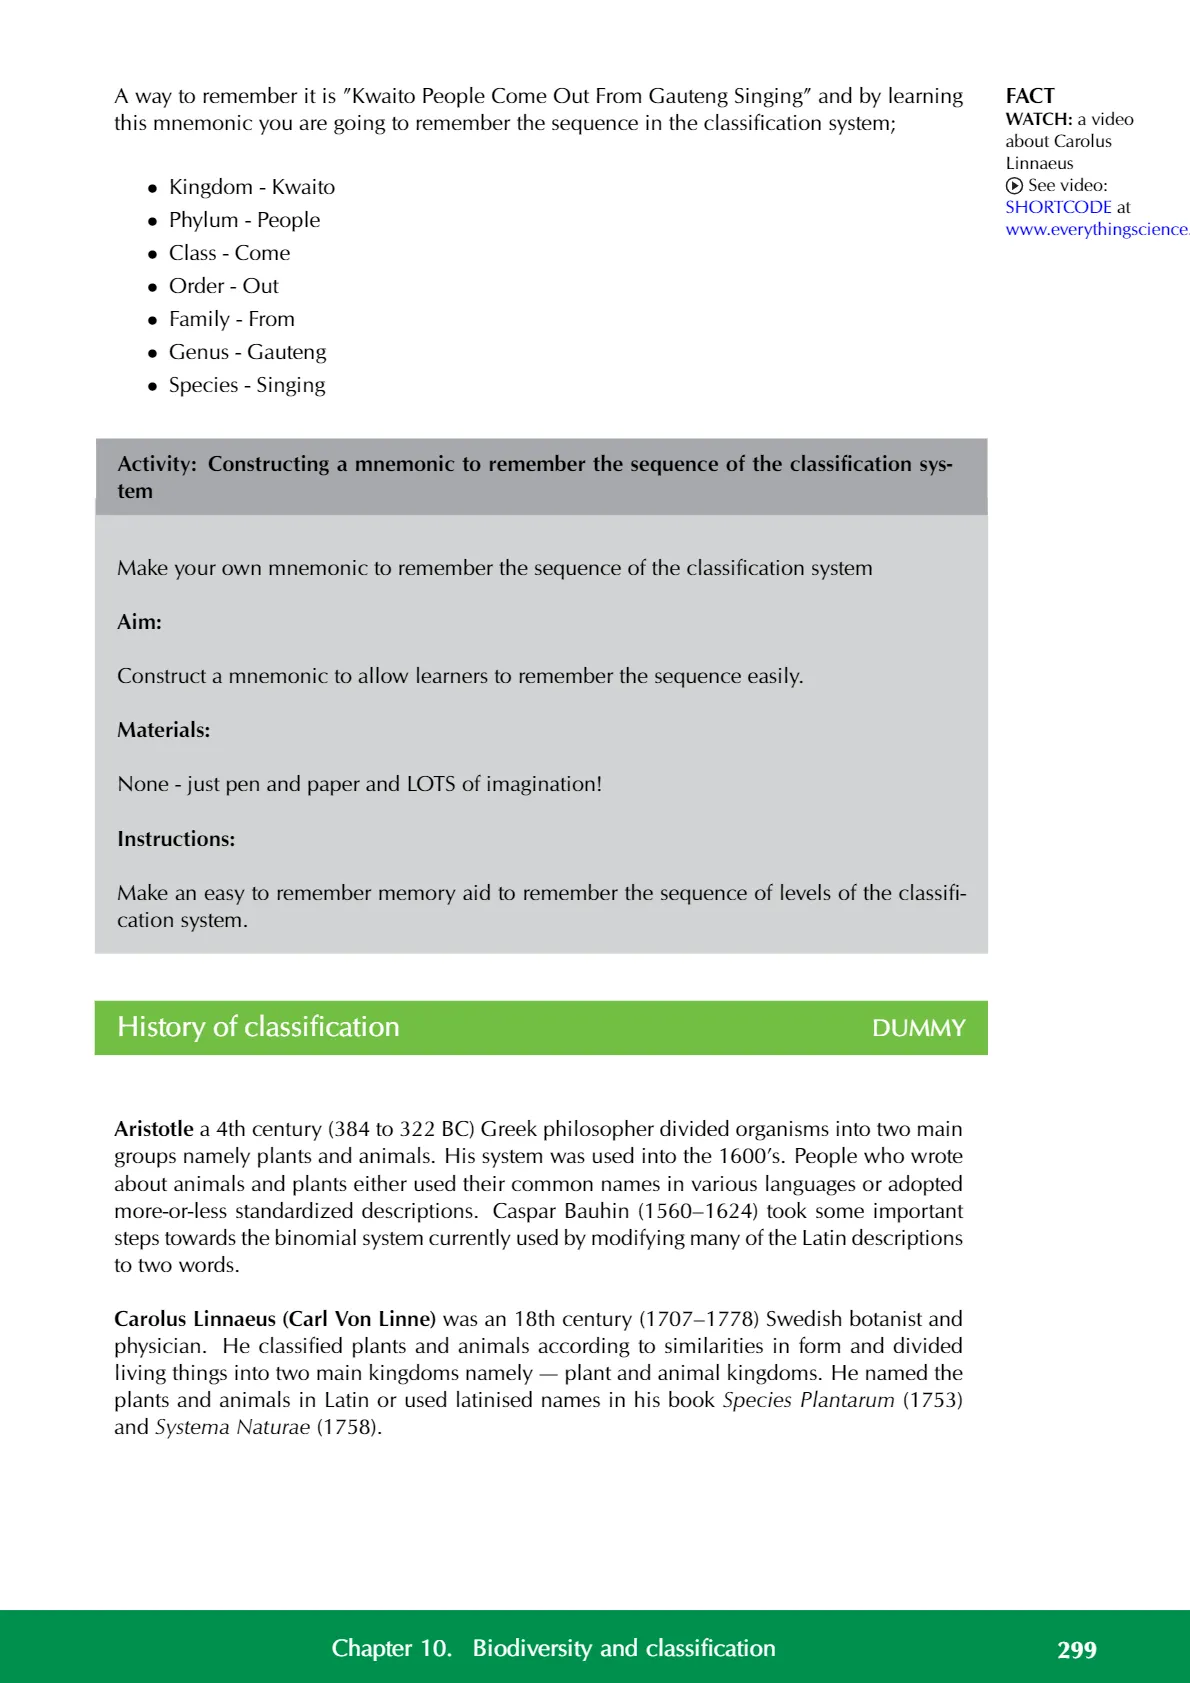 A way to remember it is ”Kwaito People Come Out From Gauteng Singing” and by learning
this mnemonic you are going to remember the sequence in the classification system;
• Kingdom - Kwaito
• Phylum - People
• Class - Come
• Order - Out
• Family - From
• Genus - Gauteng
• Species - Singing
FACT
WATCH: a video
about Carolus
Linnaeus
See video:
SHORTCODE at
www.everythingscience.
Activity: Constructing a mnemonic to remember the sequence of the classification sys-
tem
Make your own mnemonic to remember the sequence of the classification system
Aim:
Construct a mnemonic to allow learners to remember the sequence easily.
Materials:
None - just pen and paper and LOTS of imagination!
Instructions:
Make an easy to remember memory aid to remember the sequence of levels of the classifi-
cation system.
History of classification DUMMY
Aristotle a 4th century (384 to 322 BC) Greek philosopher divided organisms into two main
groups namely plants and animals. His system was used into the 1600’s. People who wrote
about animals and plants either used their common names in various languages or adopted
more-or-less standardized descriptions. Caspar Bauhin (1560–1624) took some important
steps towards the binomial system currently used by modifying many of the Latin descriptions
to two words.
Carolus Linnaeus (Carl Von Linne) was an 18th century (1707–1778) Swedish botanist and
physician. He classified plants and animals according to similarities in form and divided
living things into two main kingdoms namely — plant and animal kingdoms. He named the
plants and animals in Latin or used latinised names in his book Species Plantarum (1753)
and Systema Naturae (1758).
Chapter 10. Biodiversity and classification 299